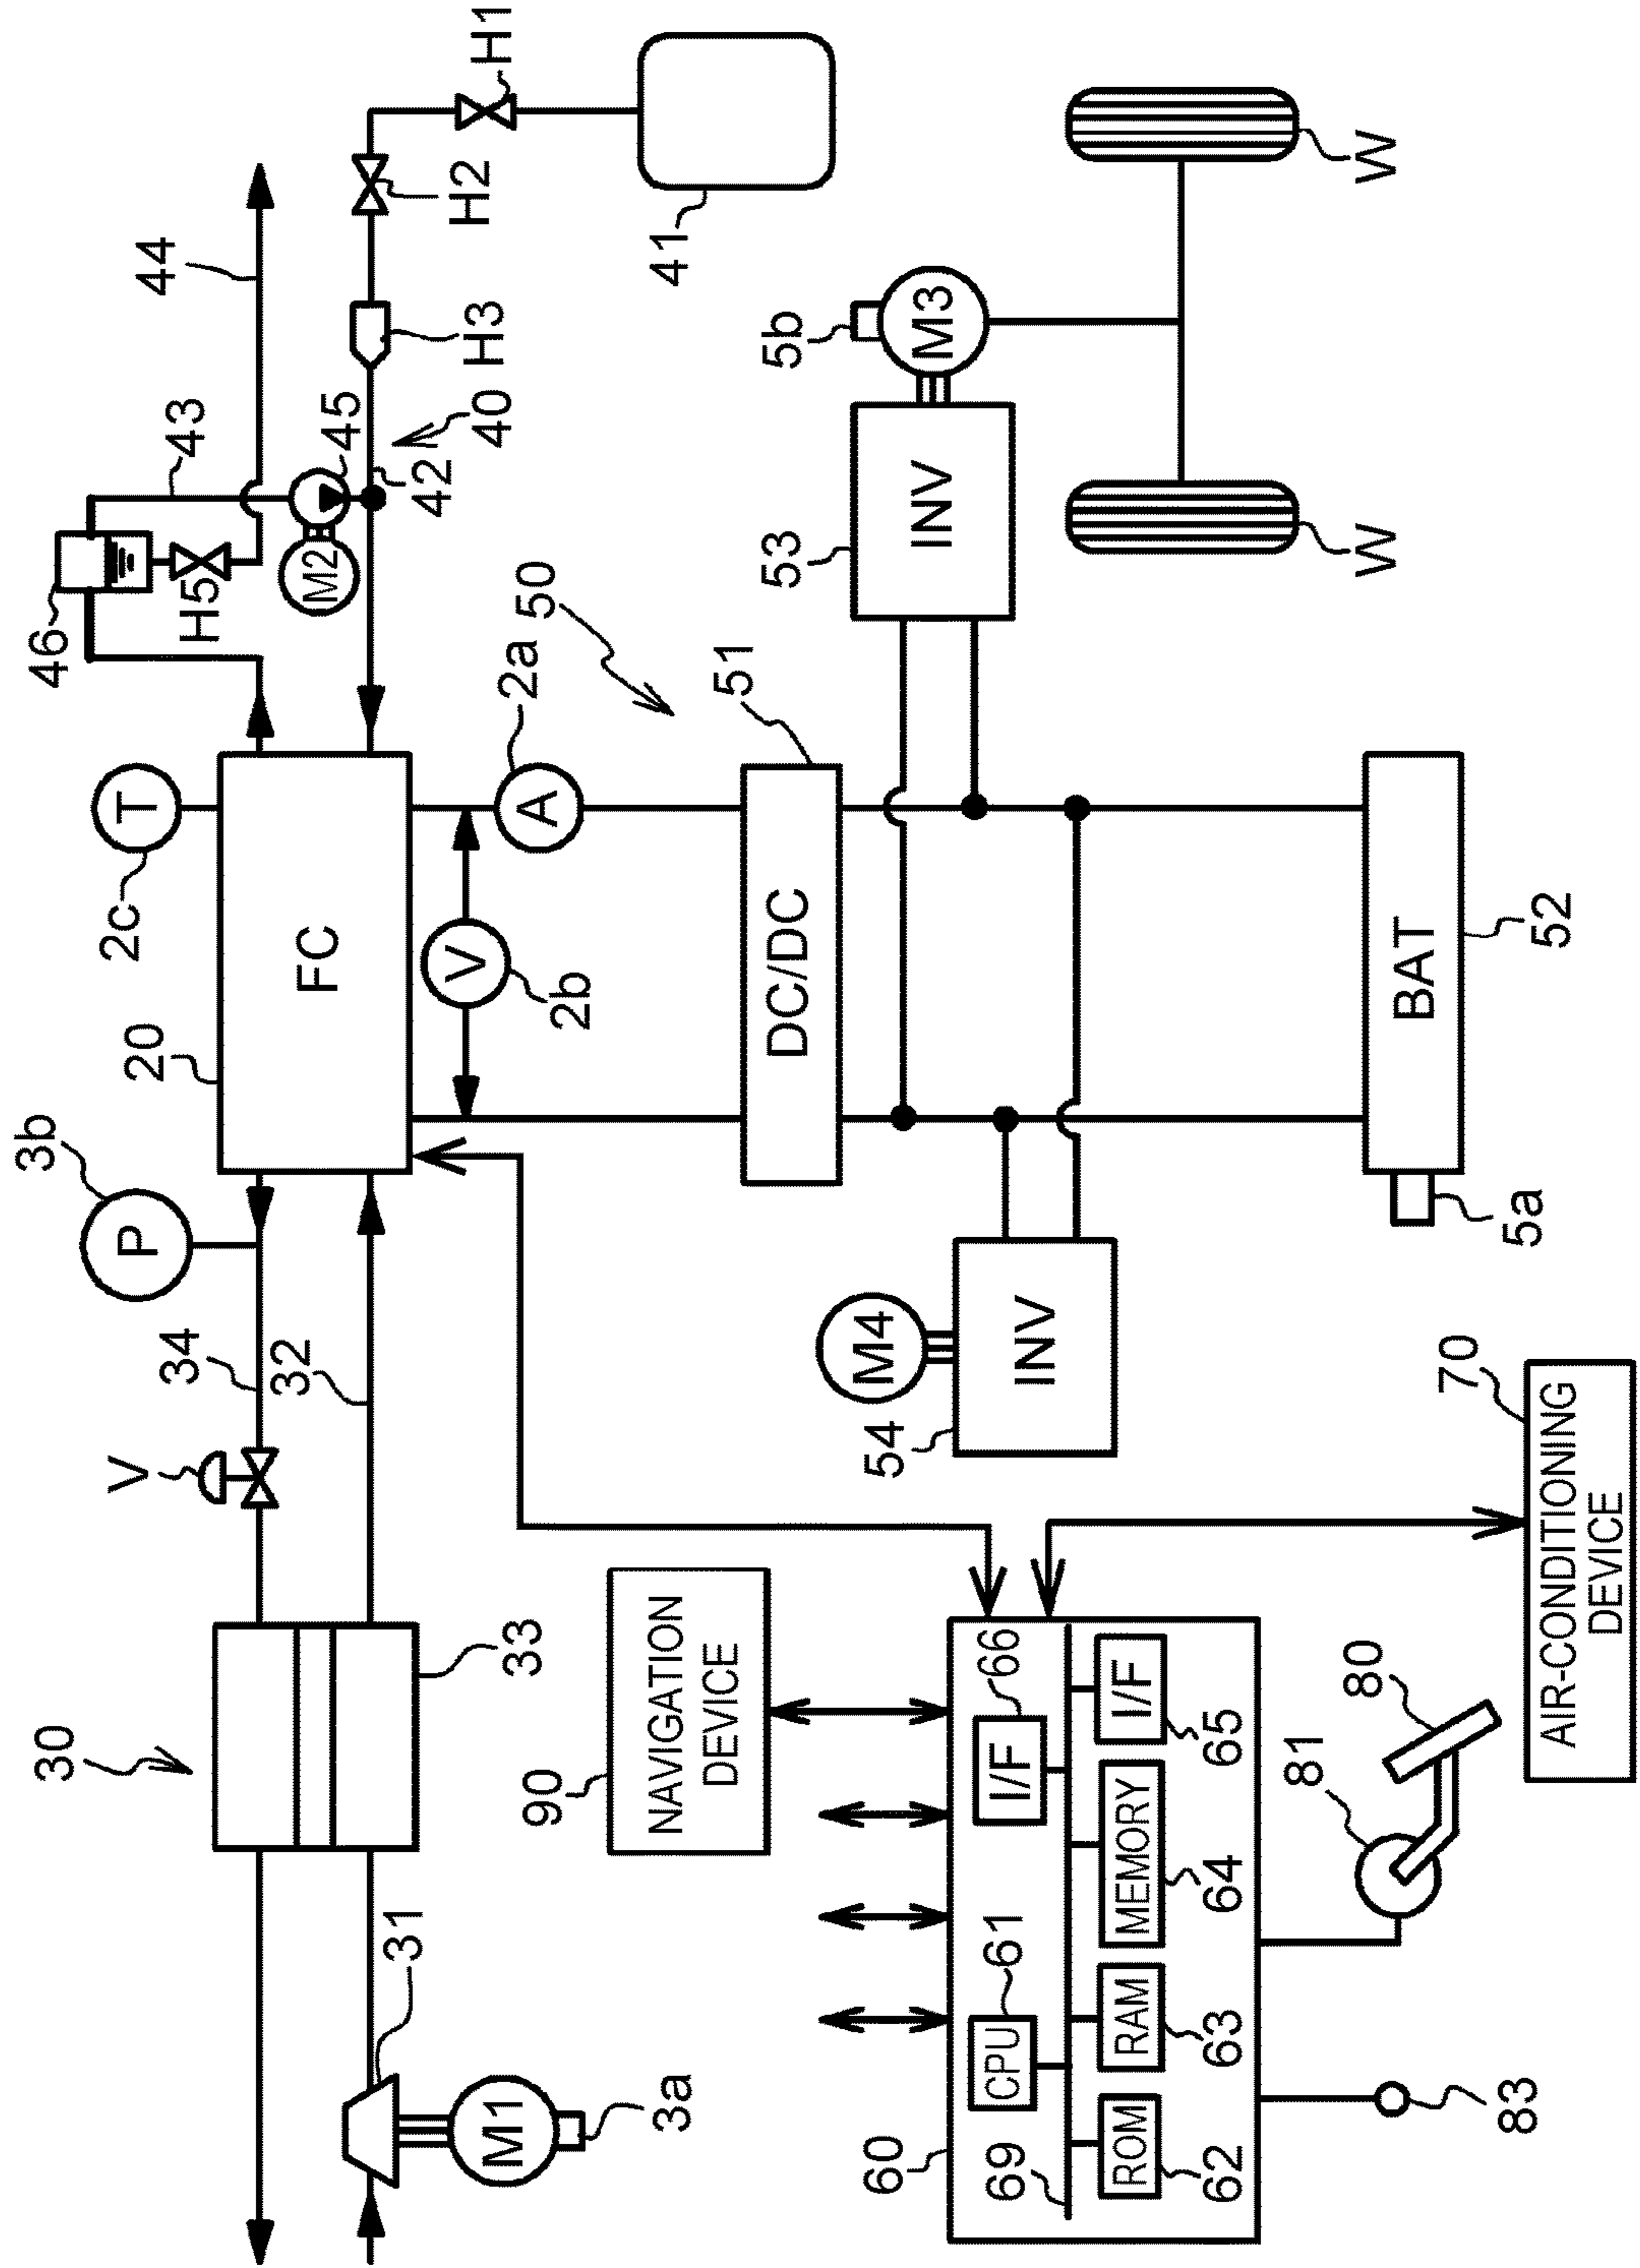 30
31
M1
3a
33
V
34
32
3b
P
20
FC
2c
T
V
2b
A
2a
46
H5
43
44
M2
45
42
40
H3
H2
H1
41
50
51
DC/DC
53
INV
5b
M3
W
W
54
INV
M4
BAT
52
5a
90
NAVIGATION
DEVICE
60
69
CPU
61
I/F
66
ROM
62
RAM
63
MEMORY
64
I/F
65
83
81
80
70
AIR-CONDITIONING
DEVICE